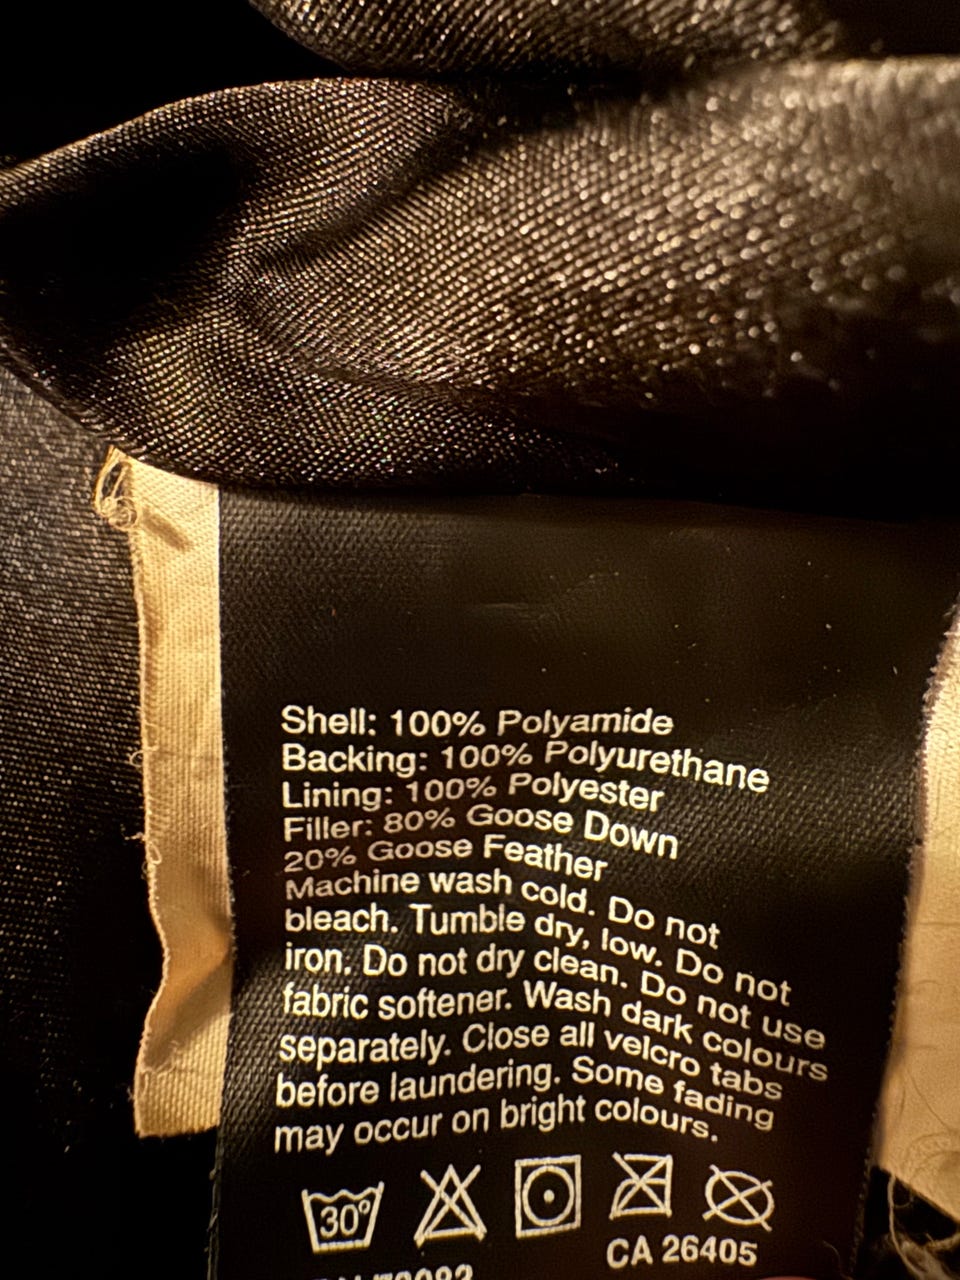 Shell: 100% Polyamide
Backing: 100% Polyurethane
Lining: 100% Polyester
Filler: 80% Goose Down
20% Goose Feather
Machine wash cold. Do not
bleach. Tumble dry, low. Do not
iron. Do not dry clean. Do not use
fabric softener. Wash dark colours
separately. Close all velcro tabs
before laundering. Some fading
may occur on bright colours.
30°
CA 26405